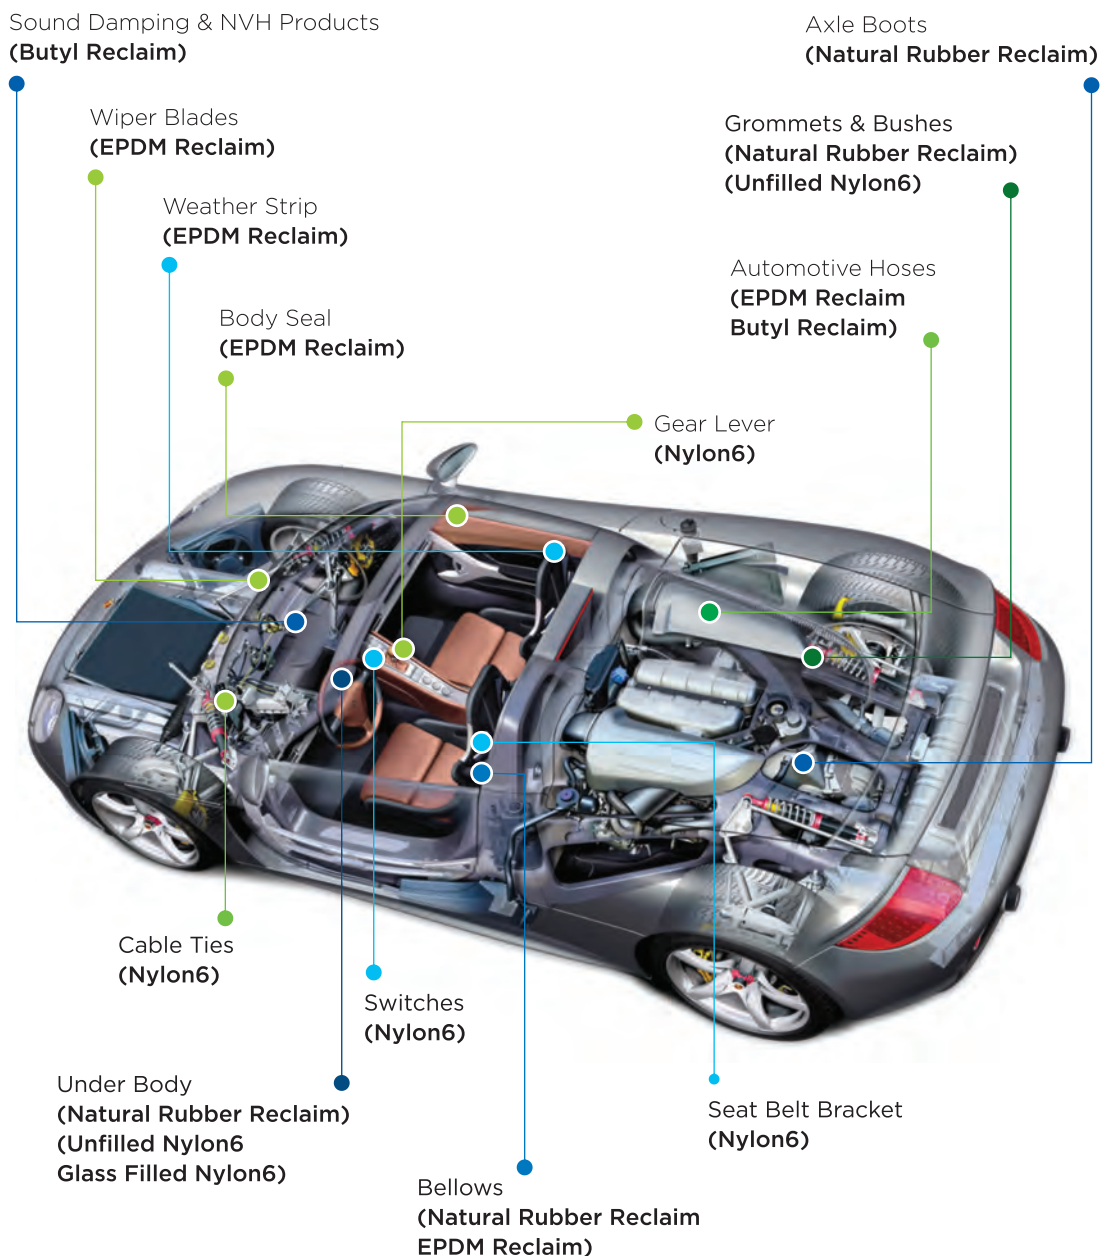 Sound Damping & NVH Products
(Butyl Reclaim)
Axle Boots
(Natural Rubber Reclaim)
Wiper Blades
(EPDM Reclaim)
Grommets & Bushes
(Natural Rubber Reclaim)
(Unfilled Nylon6)
Weather Strip
(EPDM Reclaim)
Automotive Hoses
(EPDM Reclaim
Butyl Reclaim)
Body Seal
(EPDM Reclaim)
Gear Lever
(Nylon6)
Cable Ties
(Nylon6)
Switches
(Nylon6)
Under Body
(Natural Rubber Reclaim)
(Unfilled Nylon6
Glass Filled Nylon6)
Seat Belt Bracket
(Nylon6)
Bellows
(Natural Rubber Reclaim
EPDM Reclaim)